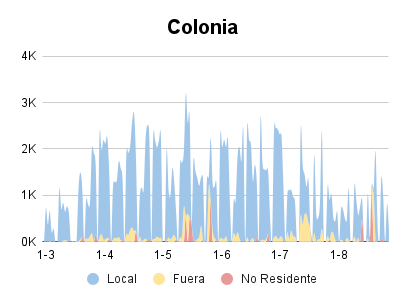 Colonia
4K
3K
2K
1K
0K
1-3 1-4 1-5 1-6 1-7 1-8
Local Fuera No Residente